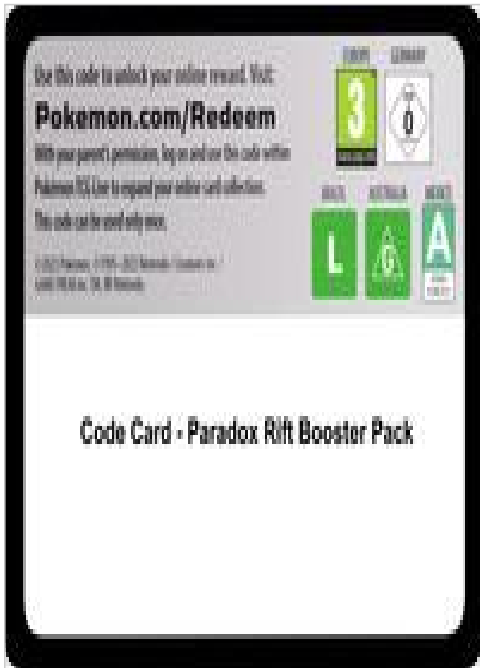 Use this code to unlock your online reward. Visit:
Pokemon.com/Redeem
With your parent's permission, log on and use this code within
Pokémon TCG Live to expand your online card collection.
This code can be used only once.
EUROPE GERMANY
3
0
BRAZIL AUSTRALIA MEXICO
L G A
Code Card - Paradox Rift Booster Pack